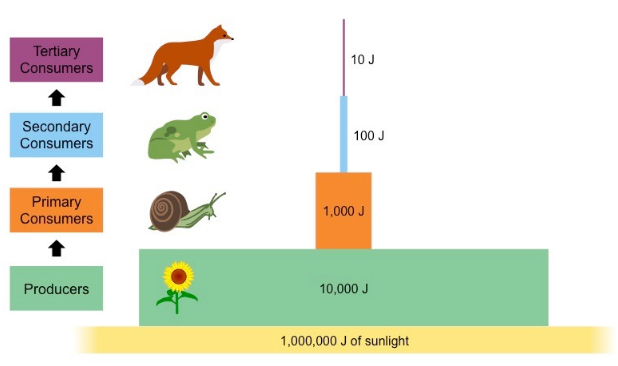 Tertiary
Consumers
10 J
Secondary
Consumers
100 J
Primary
Consumers
1,000 J
Producers
10,000 J
1,000,000 J of sunlight